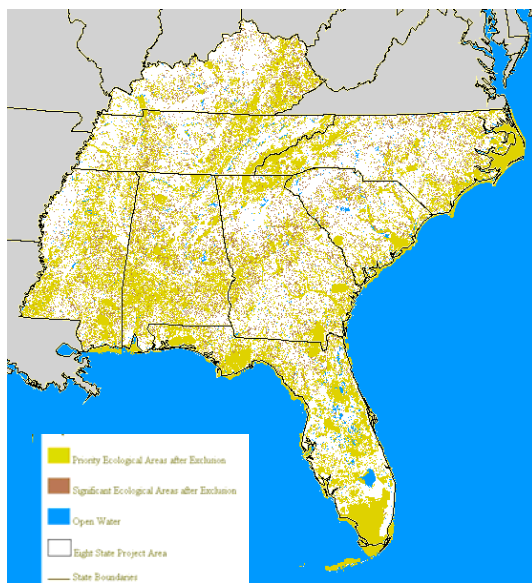 Priority Ecological Areas after Exclusion
Significant Ecological Areas after Exclusion
Open Water
Eight State Project Area
State Boundaries